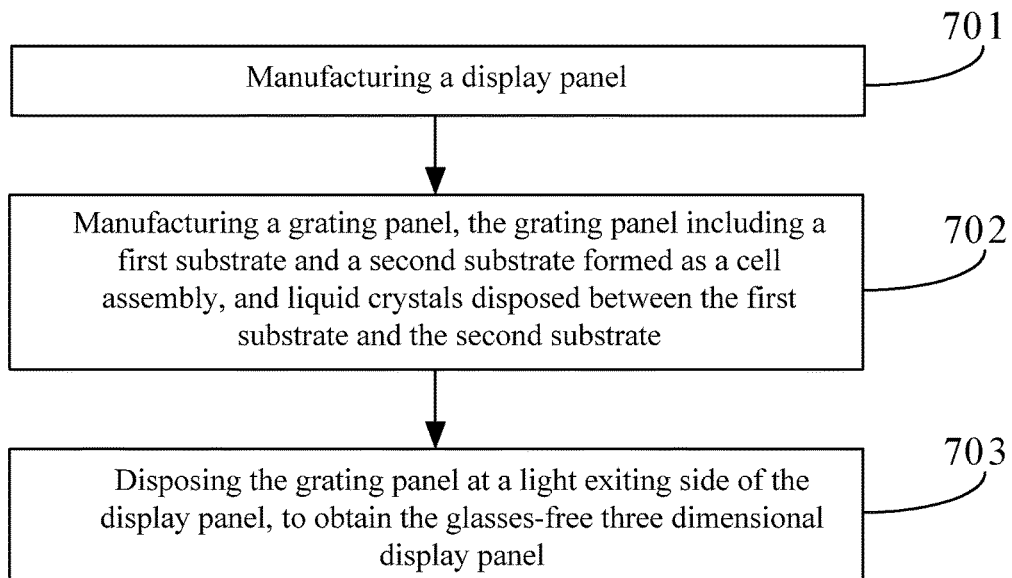 701
Manufacturing a display panel
Manufacturing a grating panel, the grating panel including a
first substrate and a second substrate formed as a cell
assembly, and liquid crystals disposed between the first
substrate and the second substrate
702
Disposing the grating panel at a light exiting side of the
display panel, to obtain the glasses-free three dimensional
display panel
703